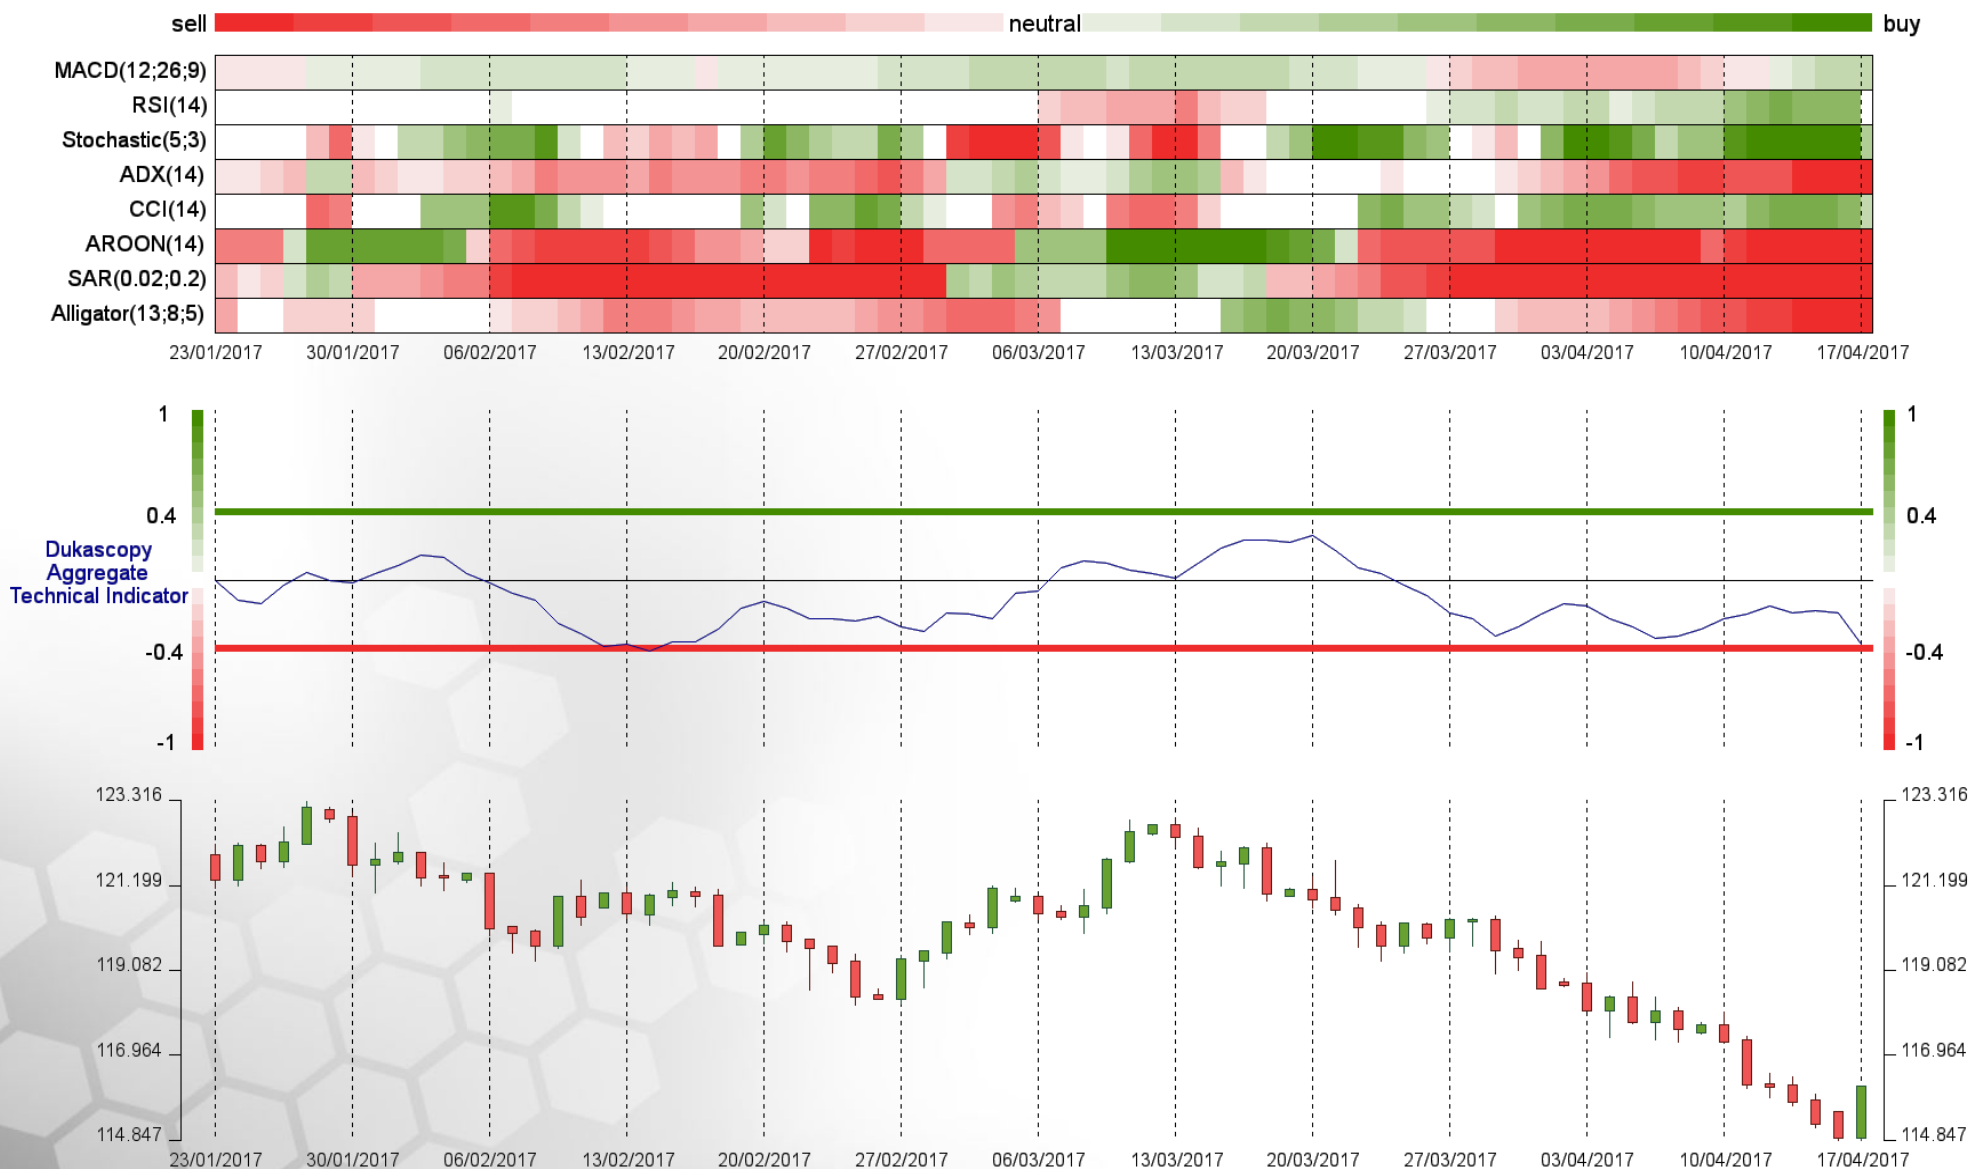 sell neutral buy
MACD(12;26;9)
RSI(14)
Stochastic(5;3)
ADX(14)
CCI(14)
AROON(14)
SAR(0.02;0.2)
Alligator(13;8;5)
23/01/2017 30/01/2017 06/02/2017 13/02/2017 20/02/2017 27/02/2017 06/03/2017 13/03/2017 20/03/2017 27/03/2017 03/04/2017 10/04/2017 17/04/2017
1 1
0.4 0.4
Dukascopy
Aggregate
Technical Indicator
-0.4 -0.4
-1 -1
123.316 123.316
121.199 121.199
119.082 119.082
116.964 116.964
114.847 114.847
23/01/2017 30/01/2017 06/02/2017 13/02/2017 20/02/2017 27/02/2017 06/03/2017 13/03/2017 20/03/2017 27/03/2017 03/04/2017 10/04/2017 17/04/2017